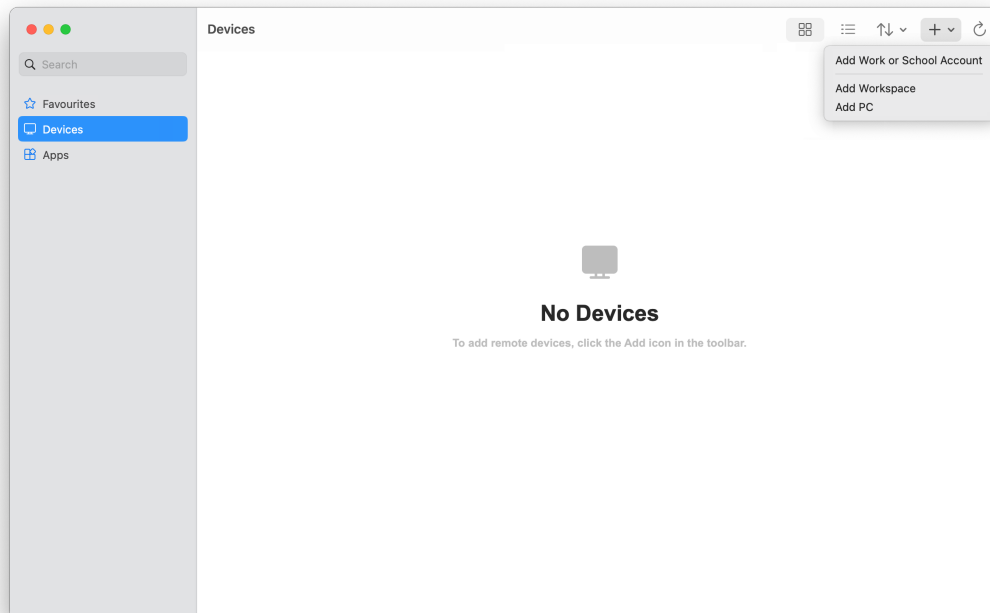 Devices
Search
Favourites
Devices
Apps
Add Work or School Account
Add Workspace
Add PC
No Devices
To add remote devices, click the Add icon in the toolbar.